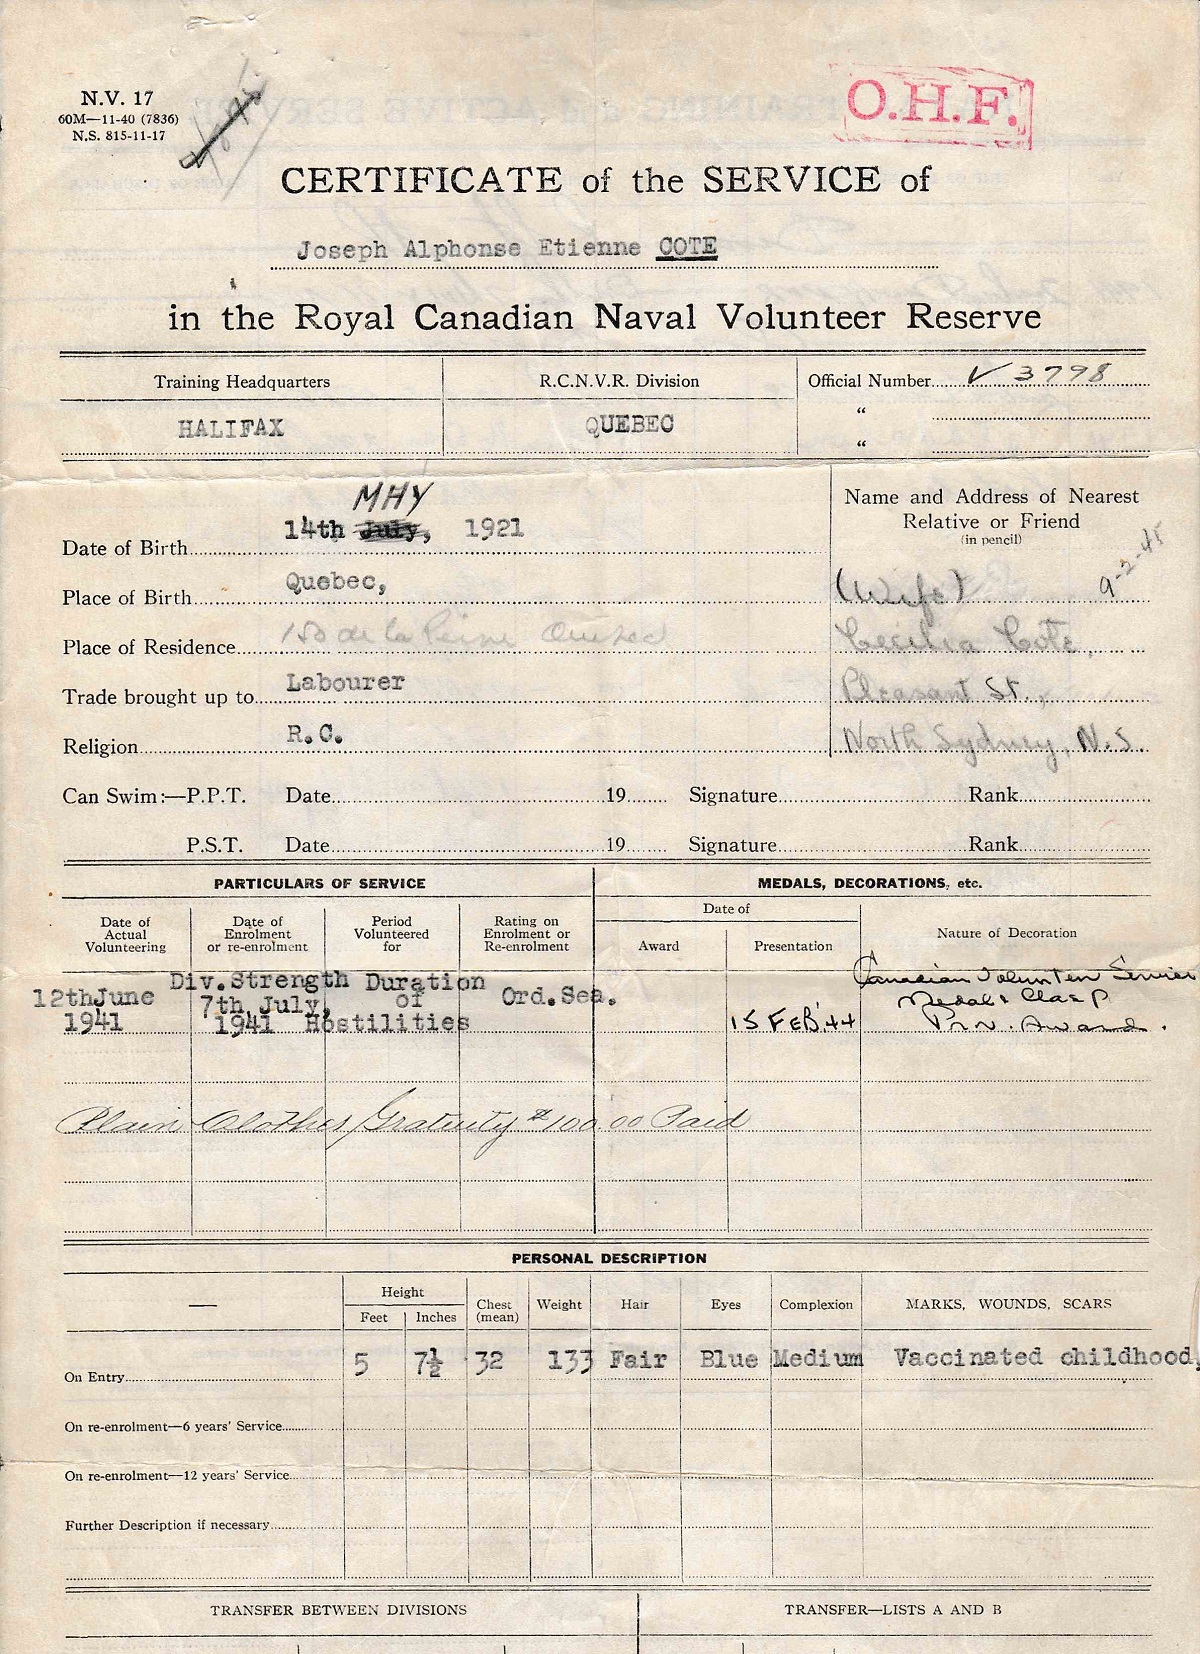 N.V. 17
60M—11-40 (7836)
N.S. 815-11-17
O.H.F.
CERTIFICATE of the SERVICE of
Joseph Alphonse Etienne COTE
in the Royal Canadian Naval Volunteer Reserve
Training Headquarters R.C.N.V.R. Division Official Number V 3798
HALIFAX QUEBEC “
“
MAY
Date of Birth 14th July, 1921
Place of Birth Quebec,
Place of Residence 150 de la Reine Quebec
Trade brought up to Labourer
Religion R.C.
Name and Address of Nearest
Relative or Friend
(in pencil)
9-2-45
(Wife)
Cecilia Cote,
Pleasant St.,
North Sydney, N.S.
Can Swim:—P.P.T. Date 19 Signature Rank
P.S.T. Date 19 Signature Rank
PARTICULARS OF SERVICE MEDALS, DECORATIONS, etc.
Date of Actual Volunteering
Date of Enrolment or re-enrolment
Period Volunteered for
Rating on Enrolment or Re-enrolment
Date of
Award Presentation Nature of Decoration
12th June 1941
Div. Strength 7th July, 1941
Duration of Hostilities
Ord. Sea.
15 FEB '44
Canadian Volunteer Service
Medal & Clasp
Award.
Plain Clothes Gratuity $100.00 Paid
PERSONAL DESCRIPTION
— Height Chest (mean) Weight Hair Eyes Complexion MARKS, WOUNDS, SCARS
Feet Inches
On Entry 5 7½ 32 133 Fair Blue Medium Vaccinated childhood,
On re-enrolment—6 years' Service
On re-enrolment—12 years' Service
Further Description if necessary
TRANSFER BETWEEN DIVISIONS TRANSFER—LISTS A AND B